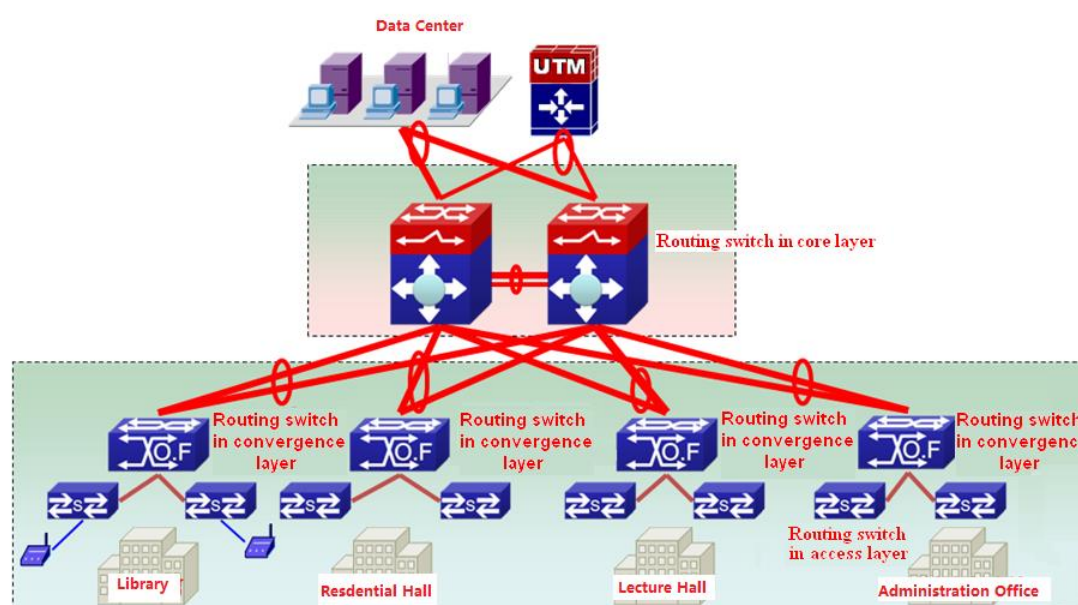 Data Center
UTM
Routing switch in core layer
Routing switch
in convergence
layer
Routing switch
in convergence
layer
Routing switch
in convergence
layer
Routing switch
in convergence
layer
O.F
O.F
O.F
O.F
S
S
S
S
S
S
S
S
Routing switch
in access layer
Library
Resdential Hall
Lecture Hall
Administration Office